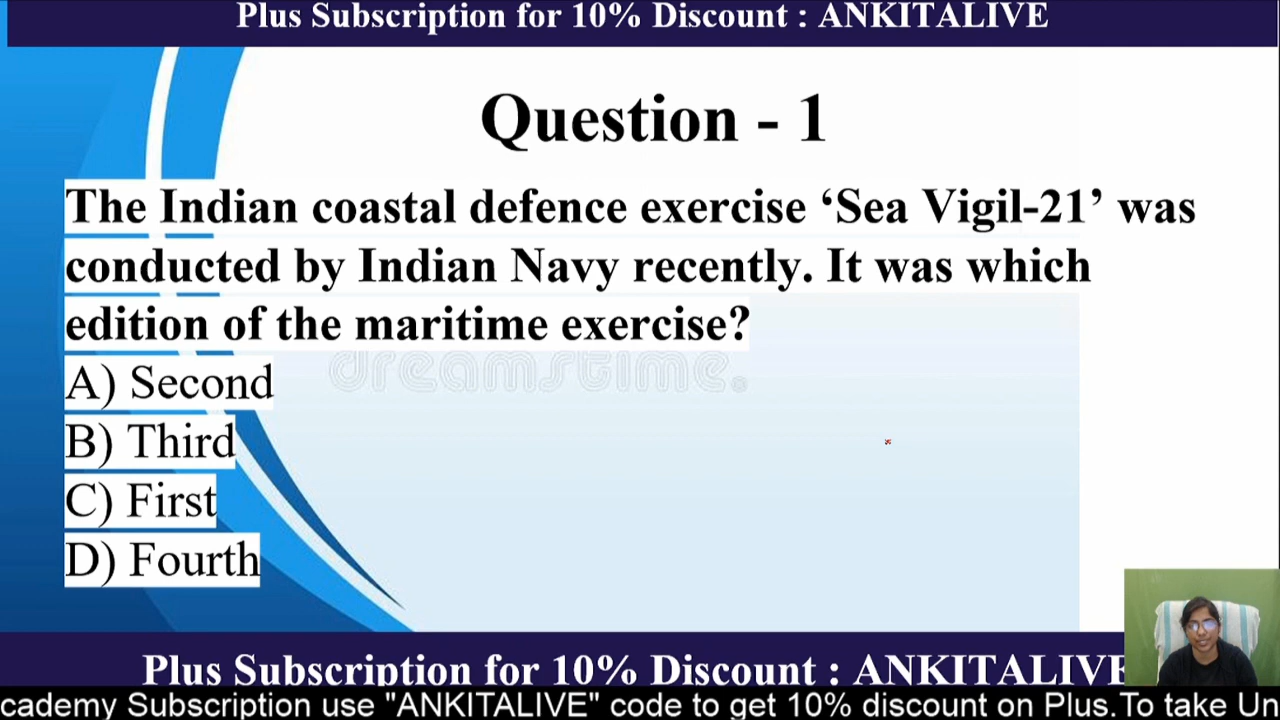 Plus Subscription for 10% Discount : ANKITALIVE
Question - 1
The Indian coastal defence exercise ‘Sea Vigil-21’ was
conducted by Indian Navy recently. It was which
edition of the maritime exercise?
dreamstime.
A) Second
B) Third
C) First
D) Fourth
Plus Subscription for 10% Discount : ANKITALIVE
cademy Subscription use "ANKITALIVE" code to get 10% discount on Plus.To take Un